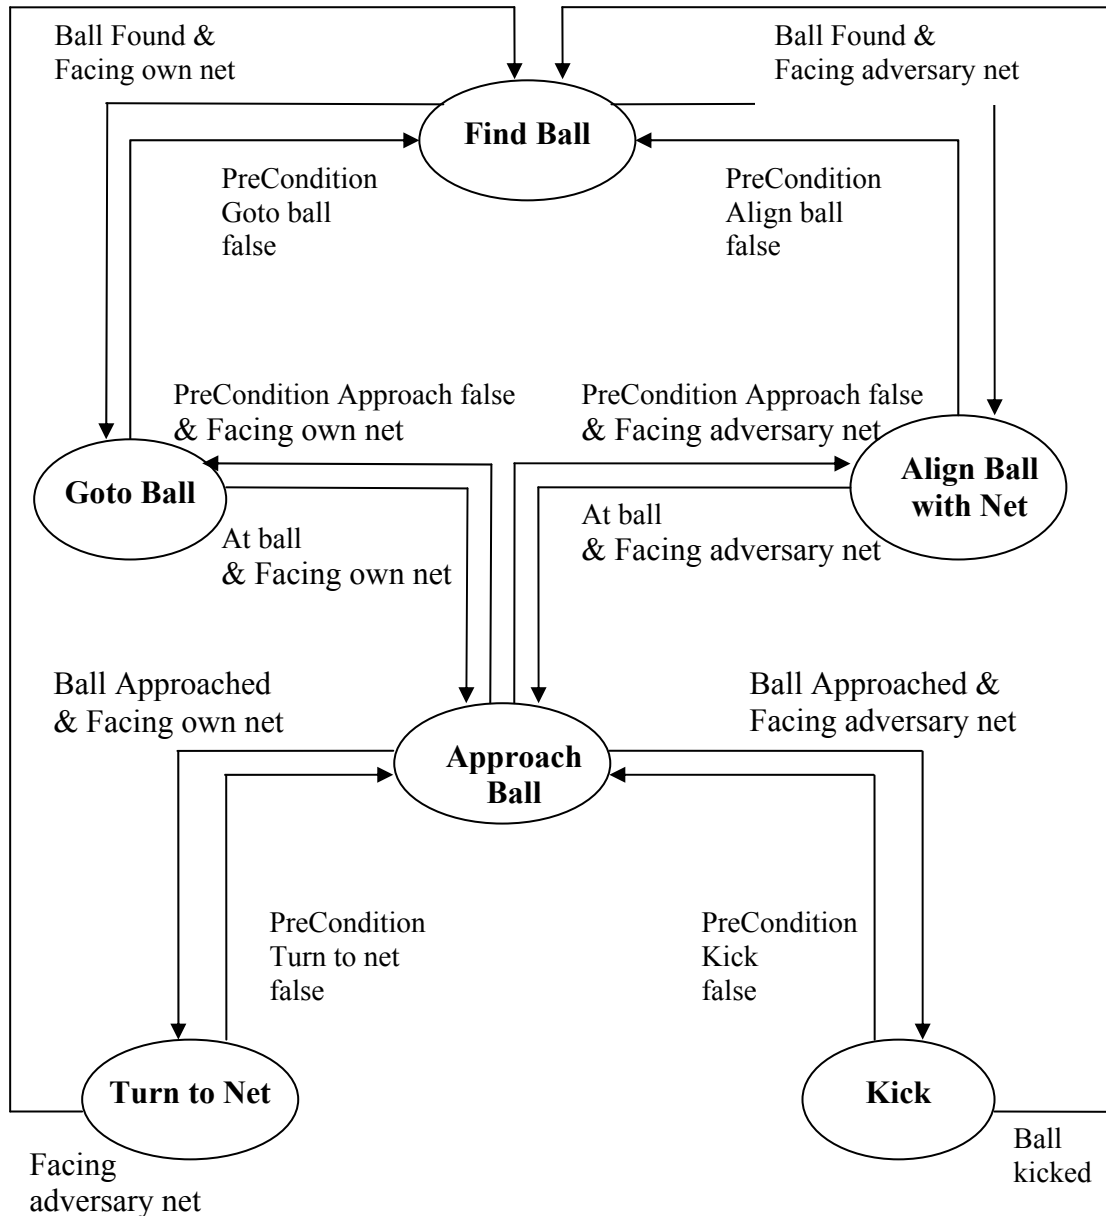 Ball Found &
Facing own net
Ball Found &
Facing adversary net
Find Ball
PreCondition
Goto ball
false
PreCondition
Align ball
false
PreCondition Approach false
& Facing own net
PreCondition Approach false
& Facing adversary net
Goto Ball
Align Ball
with Net
At ball
& Facing own net
At ball
& Facing adversary net
Ball Approached
& Facing own net
Ball Approached &
Facing adversary net
Approach
Ball
PreCondition
Turn to net
false
PreCondition
Kick
false
Turn to Net
Kick
Facing
adversary net
Ball
kicked